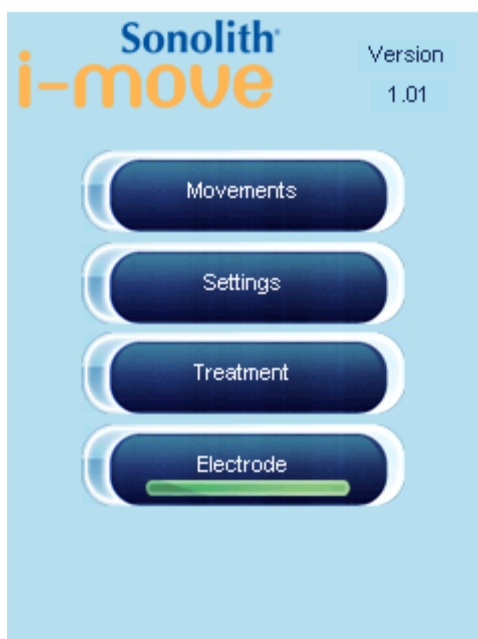 Sonolith®
i-move
Version
1.01
Movements
Settings
Treatment
Electrode